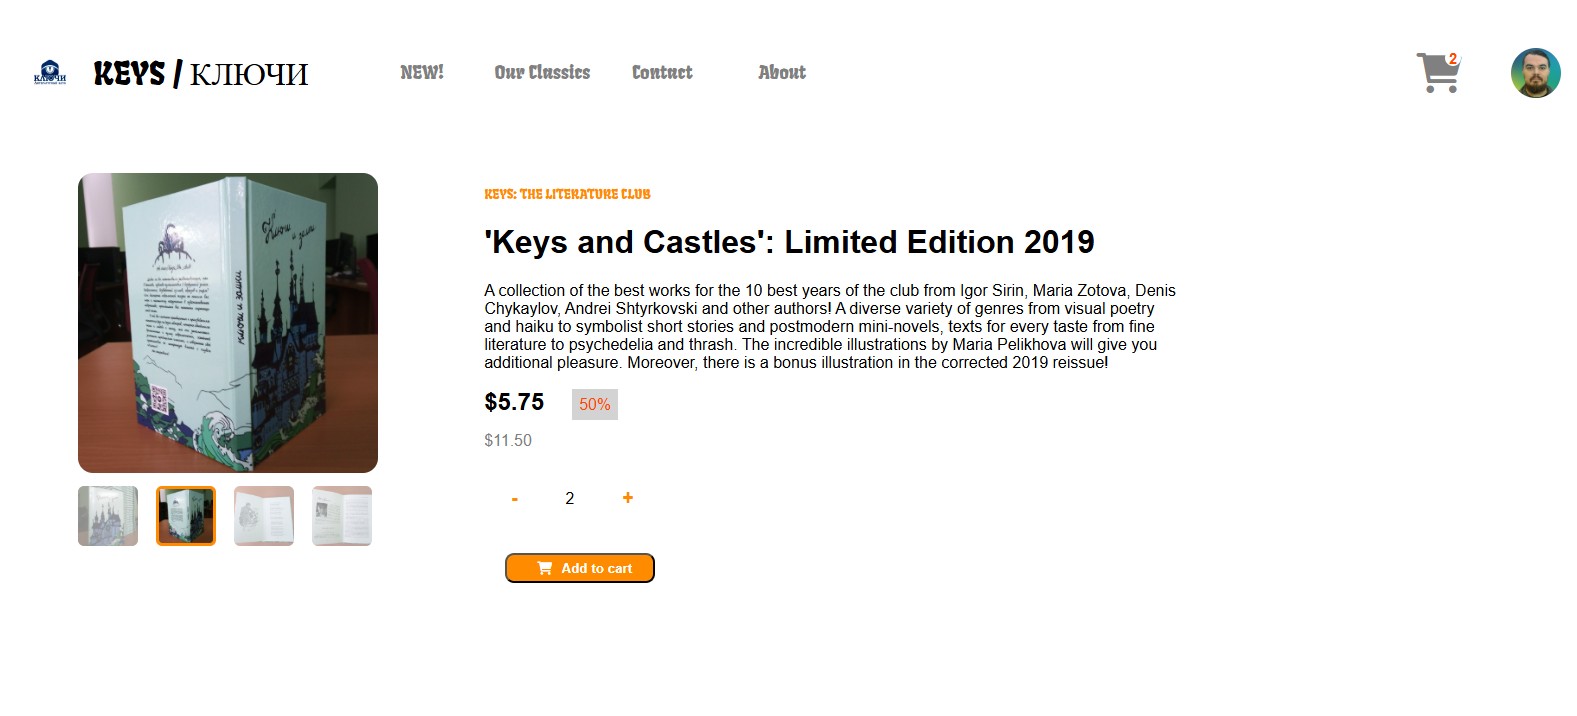 КЛЮЧИ
KEYS / КЛЮЧИ
NEW!
Our Classics
Contact
About
2
Ключи и замки
Ключи и замки
KEYS: THE LITERATURE CLUB
'Keys and Castles': Limited Edition 2019
A collection of the best works for the 10 best years of the club from Igor Sirin, Maria Zotova, Denis
Chykaylov, Andrei Shtyrkovski and other authors! A diverse variety of genres from visual poetry
and haiku to symbolist short stories and postmodern mini-novels, texts for every taste from fine
literature to psychedelia and thrash. The incredible illustrations by Maria Pelikhova will give you
additional pleasure. Moreover, there is a bonus illustration in the corrected 2019 reissue!
$5.75
50%
$11.50
-
2
+
Add to cart